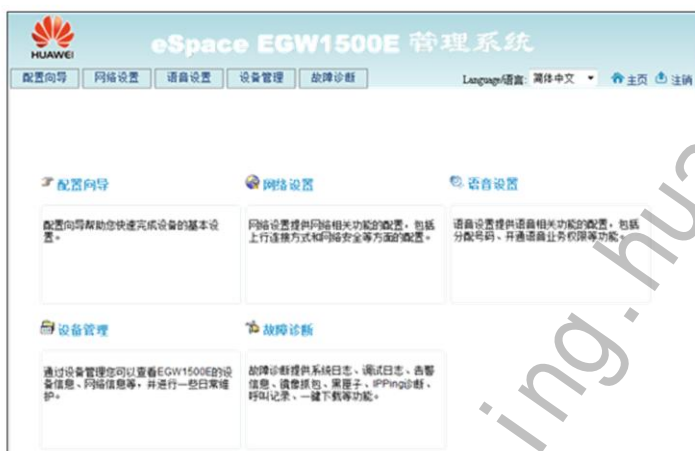 HUAWEI
eSpace EGW1500E 管理系统
配置向导 网络设置 语音设置 设备管理 故障诊断 Language/语言: 简体中文 主页 注销
配置向导
网络设置
语音设置
配置向导帮助您快速完成设备的基本设
置。
网络设置提供网络相关功能的配置，包括
上行连接方式和网络安全等方面的配置。
语音设置提供语音相关功能的配置，包括
分配号码、开通语音业务权限等功能。
设备管理
故障诊断
通过设备管理您可以查看EGW1500E的设
备信息、网络信息等，并进行一些日常维
护。
故障诊断提供系统日志、调试日志、告警
信息、镜像抓包、黑匣子、IPPing诊断、
呼叫记录、一键下载等功能。
ing.hua